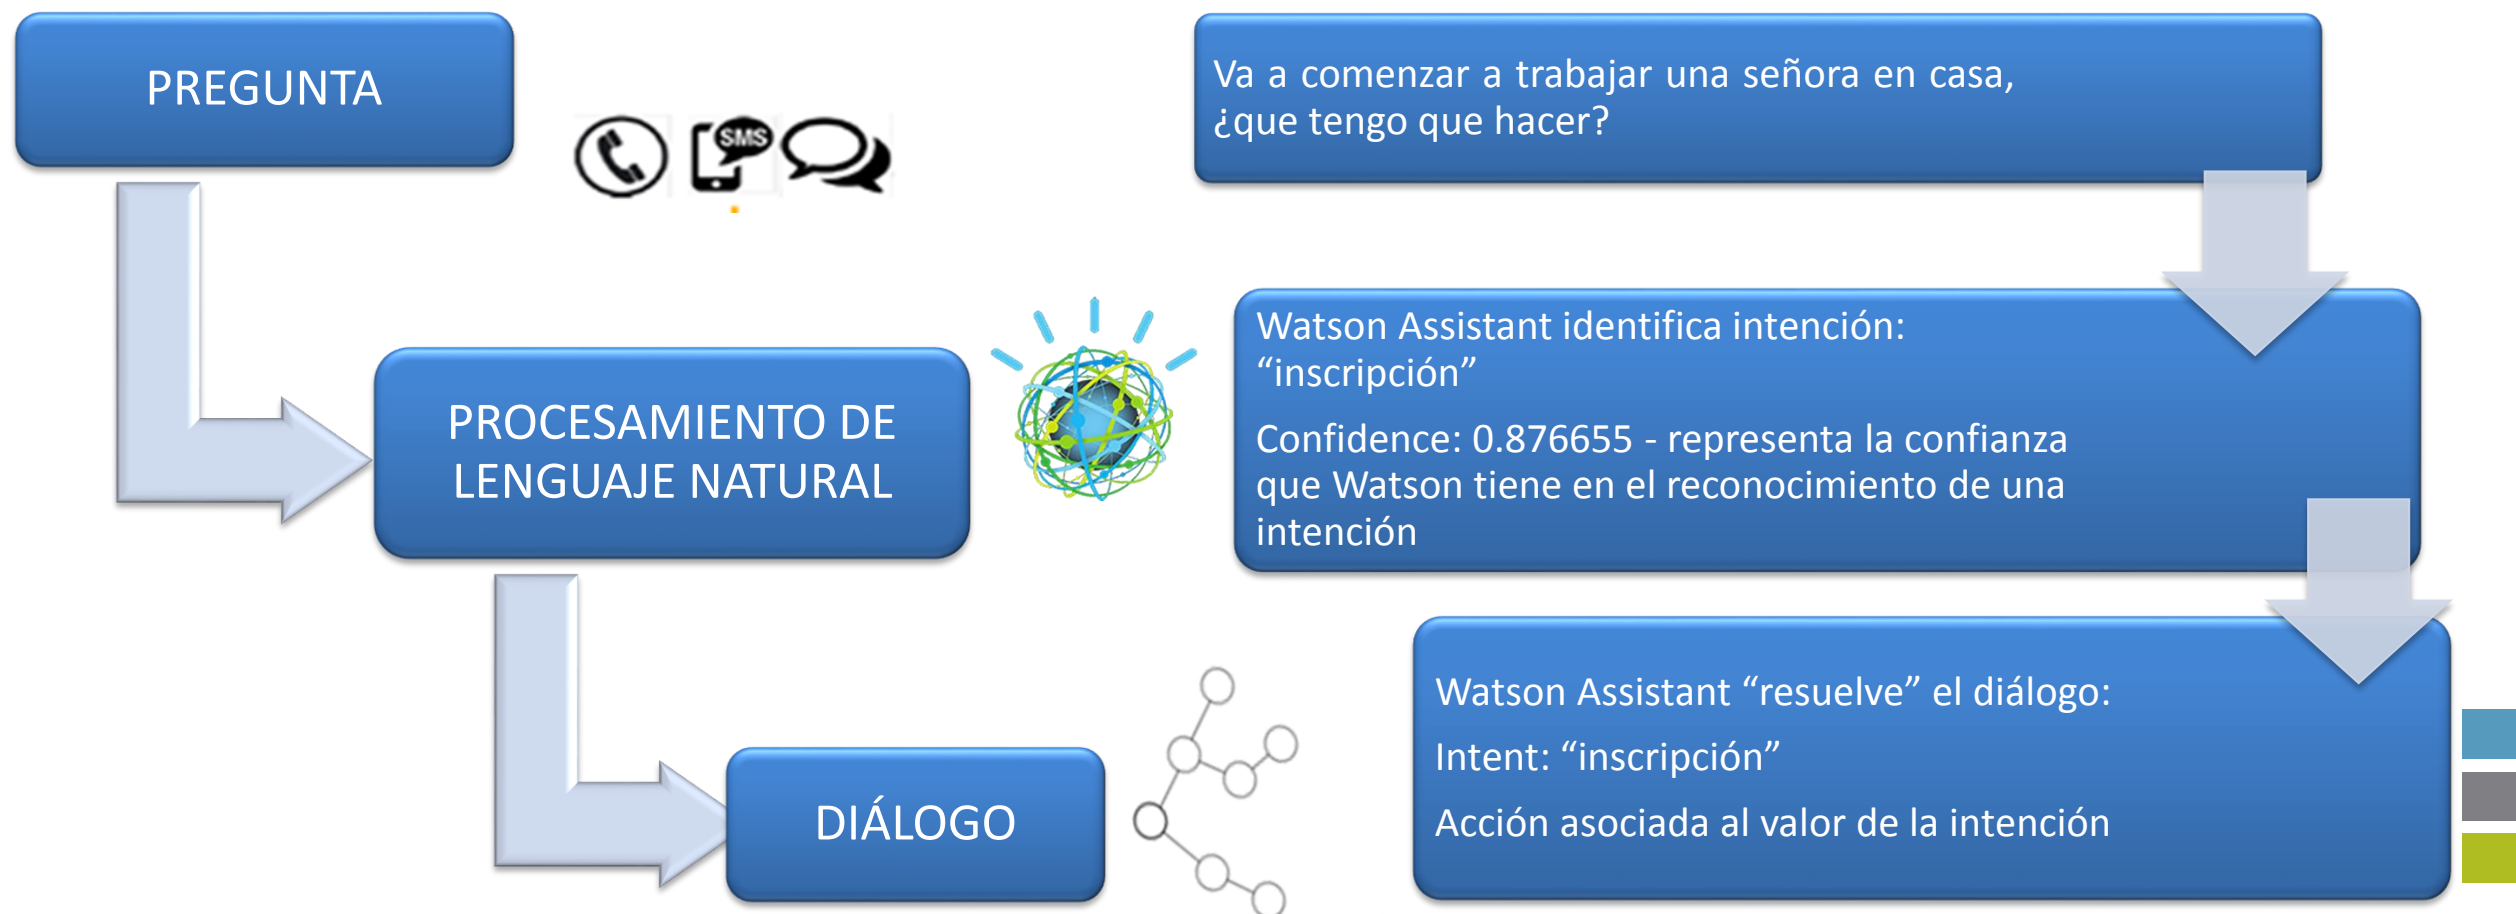 PREGUNTA
SMS
Va a comenzar a trabajar una señora en casa,
¿que tengo que hacer?
PROCESAMIENTO DE
LENGUAJE NATURAL
Watson Assistant identifica intención:
“inscripción”
Confidence: 0.876655 - representa la confianza
que Watson tiene en el reconocimiento de una
intención
DIÁLOGO
Watson Assistant “resuelve” el diálogo:
Intent: “inscripción”
Acción asociada al valor de la intención